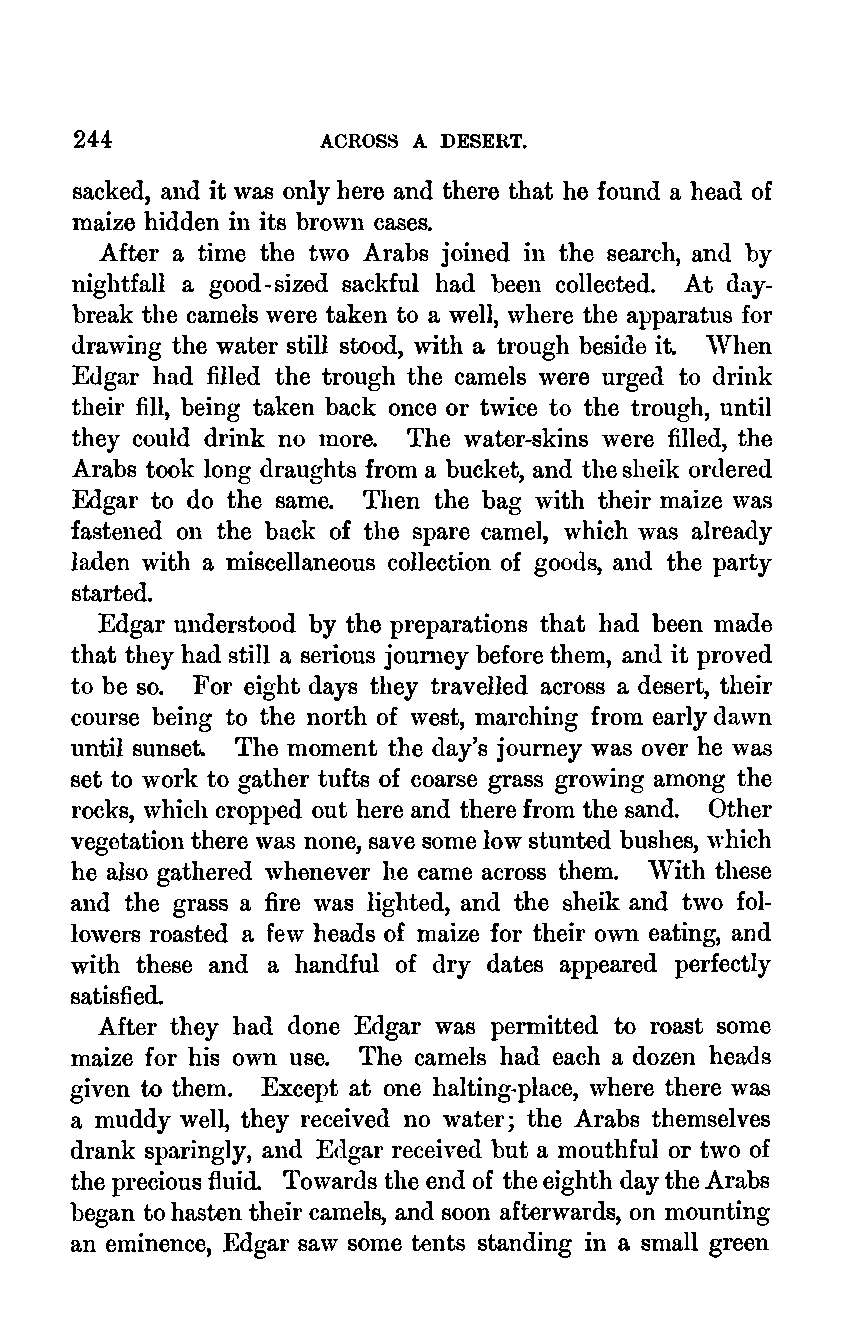 244 ACROSS A DESERT.
sacked, and it was only here and there that he found a head of
maize hidden in its brown cases.
After a time the two Arabs joined in the search, and by
nightfall a good-sized sackful had been collected. At day-
break the camels were taken to a well, where the apparatus for
drawing the water still stood, with a trough beside it. When
Edgar had filled the trough the camels were urged to drink
their fill, being taken back once or twice to the trough, until
they could drink no more. The water-skins were filled, the
Arabs took long draughts from a bucket, and the sheik ordered
Edgar to do the same. Then the bag with their maize was
fastened on the back of the spare camel, which was already
laden with a miscellaneous collection of goods, and the party
started.
Edgar understood by the preparations that had been made
that they had still a serious journey before them, and it proved
to be so. For eight days they travelled across a desert, their
course being to the north of west, marching from early dawn
until sunset. The moment the day's journey was over he was
set to work to gather tufts of coarse grass growing among the
rocks, which cropped out here and there from the sand. Other
vegetation there was none, save some low stunted bushes, which
he also gathered whenever he came across them. With these
and the grass a fire was lighted, and the sheik and two fol-
lowers roasted a few heads of maize for their own eating, and
with these and a handful of dry dates appeared perfectly
satisfied.
After they had done Edgar was permitted to roast some
maize for his own use. The camels had each a dozen heads
given to them. Except at one halting-place, where there was
a muddy well, they received no water; the Arabs themselves
drank sparingly, and Edgar received but a mouthful or two of
the precious fluid. Towards the end of the eighth day the Arabs
began to hasten their camels, and soon afterwards, on mounting
an eminence, Edgar saw some tents standing in a small green